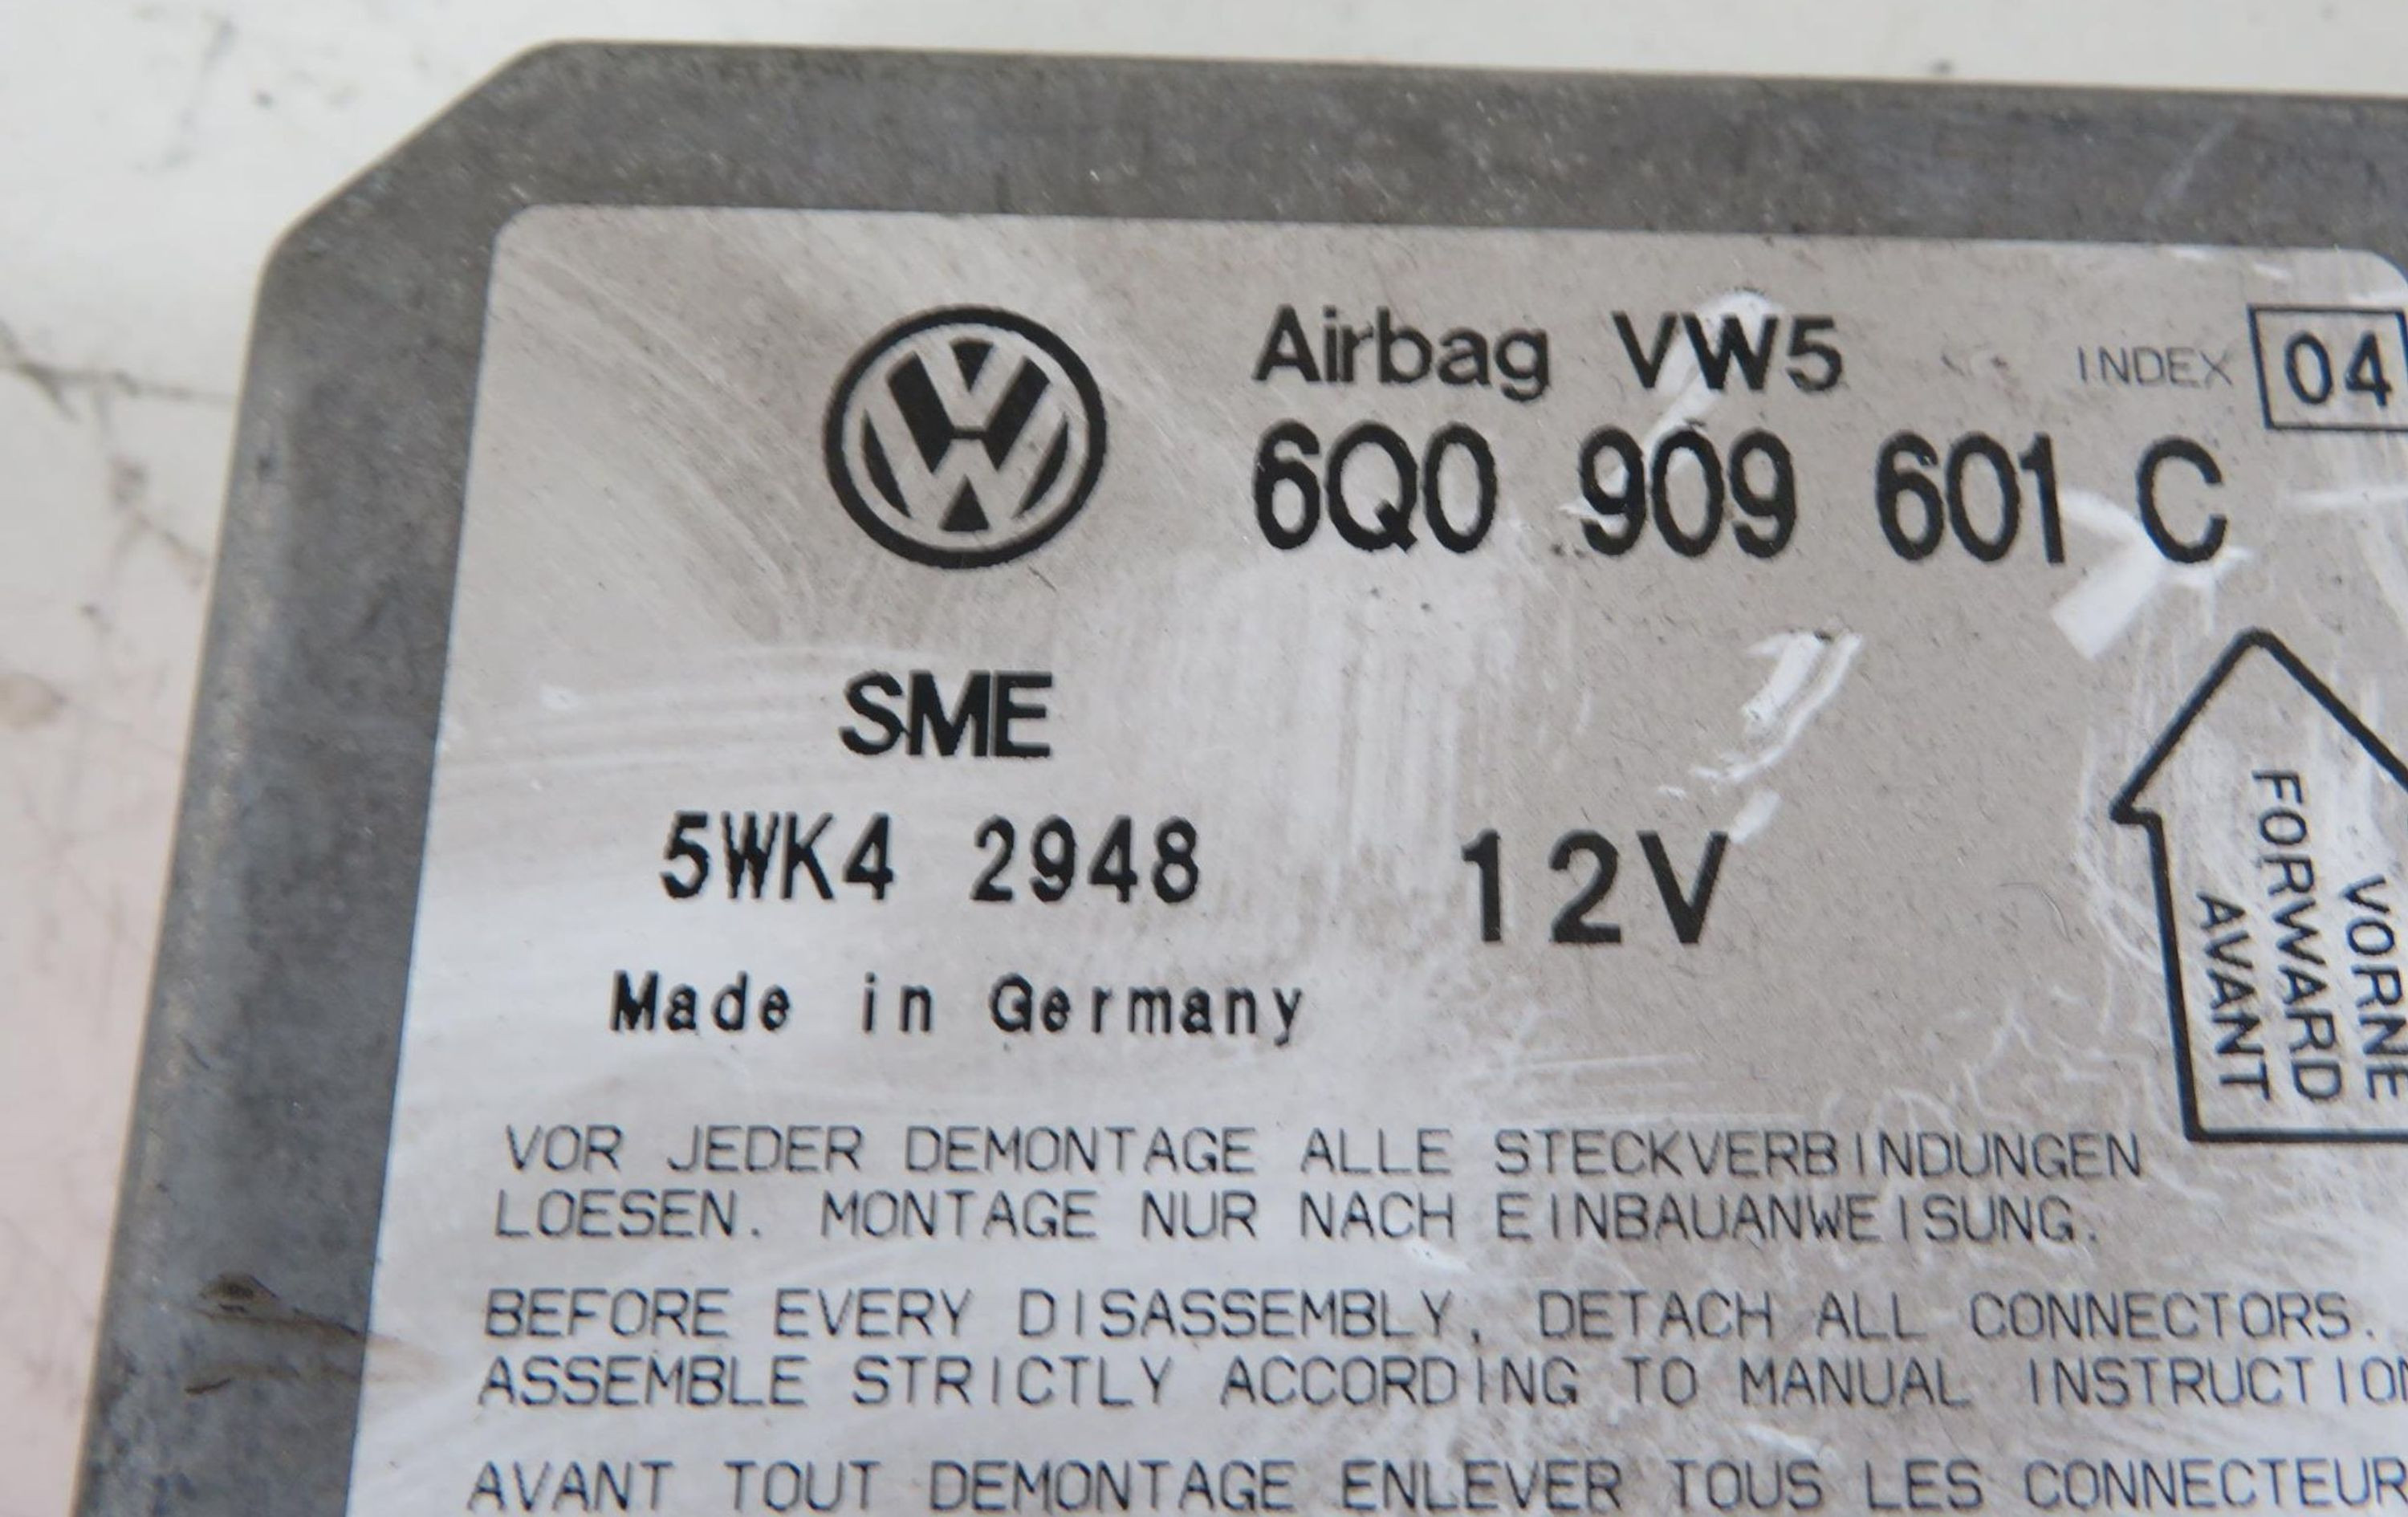 Airbag VW5 INDEX 04
6Q0 909 601 C
SME
5WK4 2948 12V
Made in Germany
VORNE
FORWARD
AVANT
VOR JEDER DEMONTAGE ALLE STECKVERBINDUNGEN
LOESEN. MONTAGE NUR NACH EINBAUANWEISUNG.
BEFORE EVERY DISASSEMBLY, DETACH ALL CONNECTORS.
ASSEMBLE STRICTLY ACCORDING TO MANUAL INSTRUCTION
AVANT TOUT DEMONTAGE ENLEVER TOUS LES CONNECTEUR